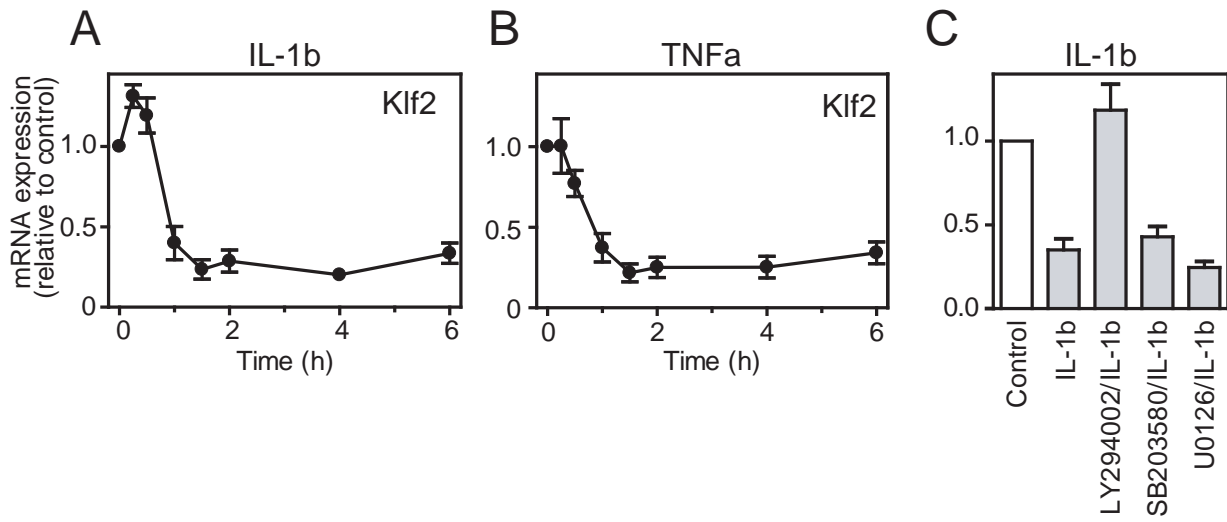 A
IL-1b
Klf2
mRNA expression
(relative to control)
1.0
0.5
0
0
2
4
6
Time (h)
B
TNFa
Klf2
1.0
0.5
0
0
2
4
6
Time (h)
C
IL-1b
1.0
0.5
0.0
Control
IL-1b
LY294002/IL-1b
SB203580/IL-1b
U0126/IL-1b